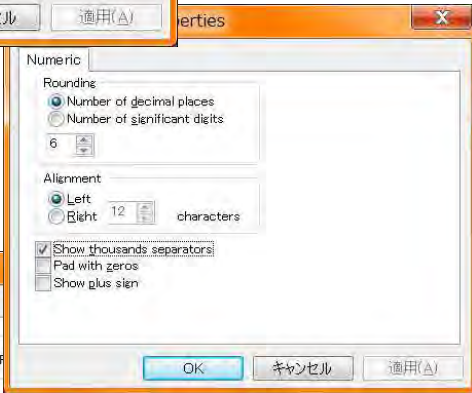 ル 適用(A)
perties
Numeric
Rounding
Number of decimal places
Number of significant digits
6
Alignment
Left
Right 12 characters
Show thousands separators
Pad with zeros
Show plus sign
OK キャンセル 適用(A)